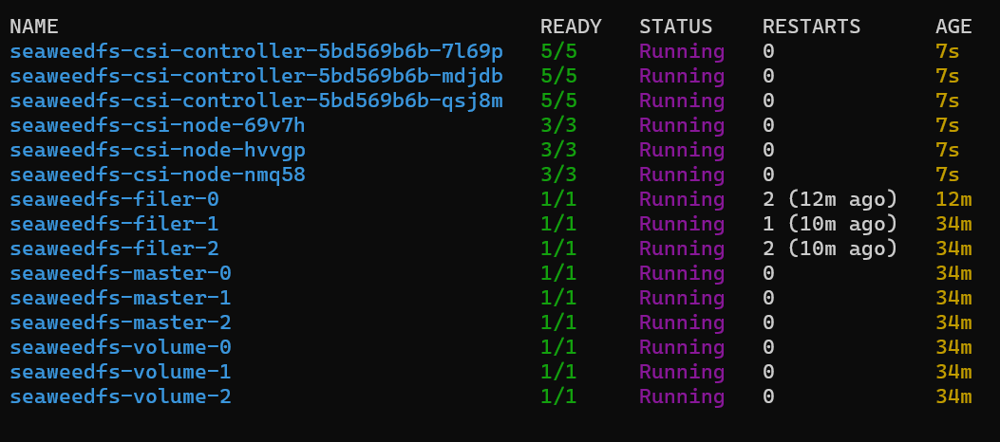 NAME READY STATUS RESTARTS AGE
seaweedfs-csi-controller-5bd569b6b-7l69p 5/5 Running 0 7s
seaweedfs-csi-controller-5bd569b6b-mdjdb 5/5 Running 0 7s
seaweedfs-csi-controller-5bd569b6b-qsj8m 5/5 Running 0 7s
seaweedfs-csi-node-69v7h 3/3 Running 0 7s
seaweedfs-csi-node-hvvgp 3/3 Running 0 7s
seaweedfs-csi-node-nmq58 3/3 Running 0 7s
seaweedfs-filer-0 1/1 Running 2 (12m ago) 12m
seaweedfs-filer-1 1/1 Running 1 (10m ago) 34m
seaweedfs-filer-2 1/1 Running 2 (10m ago) 34m
seaweedfs-master-0 1/1 Running 0 34m
seaweedfs-master-1 1/1 Running 0 34m
seaweedfs-master-2 1/1 Running 0 34m
seaweedfs-volume-0 1/1 Running 0 34m
seaweedfs-volume-1 1/1 Running 0 34m
seaweedfs-volume-2 1/1 Running 0 34m